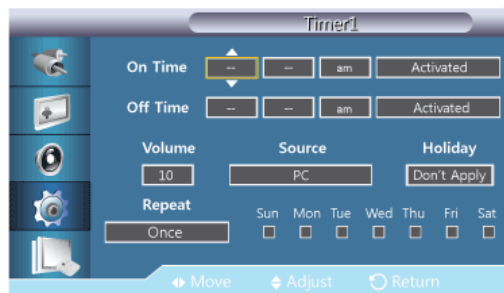 Timer1
On Time -- -- am Activated
Off Time -- -- am Activated
Volume Source Holiday
10 PC Don't Apply
Repeat Sun Mon Tue Wed Thu Fri Sat
Once
Move Adjust Return